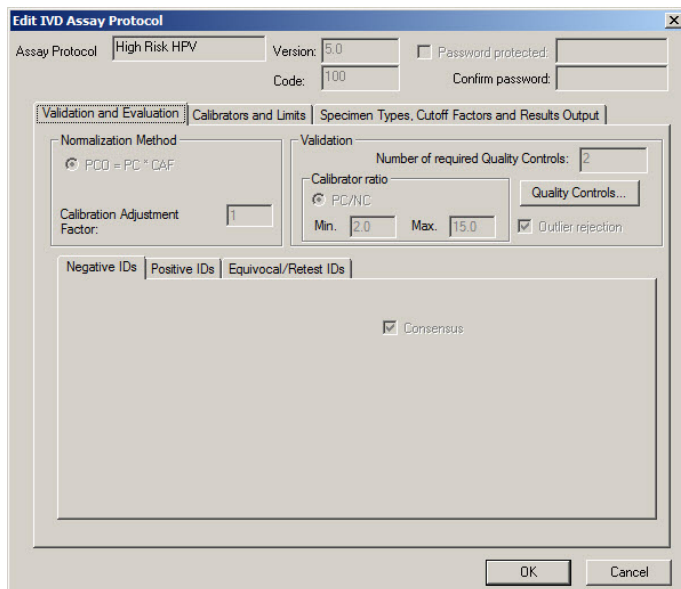 Edit IVD Assay Protocol
Assay Protocol High Risk HPV Version: 5.0 Password protected:
Code: 100 Confirm password:
Validation and Evaluation Calibrators and Limits Specimen Types, Cutoff Factors and Results Output
Normalization Method
PCO = PC * CAF
Calibration Adjustment
Factor: 1
Validation
Number of required Quality Controls: 2
Calibrator ratio
PC/NC
Min. 2.0 Max. 15.0
Quality Controls...
Outlier rejection
Negative IDs Positive IDs Equivocal/Retest IDs
Consensus
OK Cancel